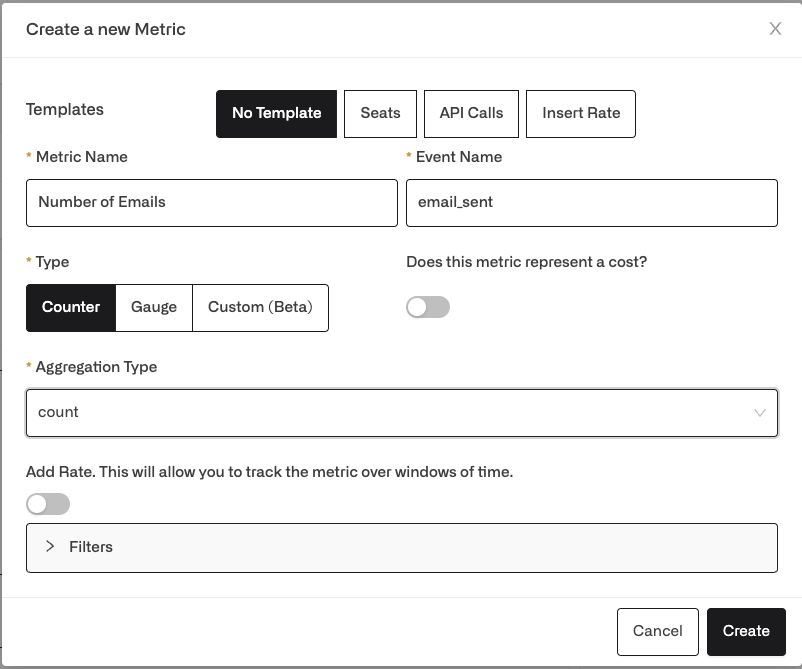 Create a new Metric
Templates No Template Seats API Calls Insert Rate
* Metric Name * Event Name
Number of Emails email_sent
* Type Does this metric represent a cost?
Counter Gauge Custom (Beta)
* Aggregation Type
count
Add Rate. This will allow you to track the metric over windows of time.
Filters
Cancel Create